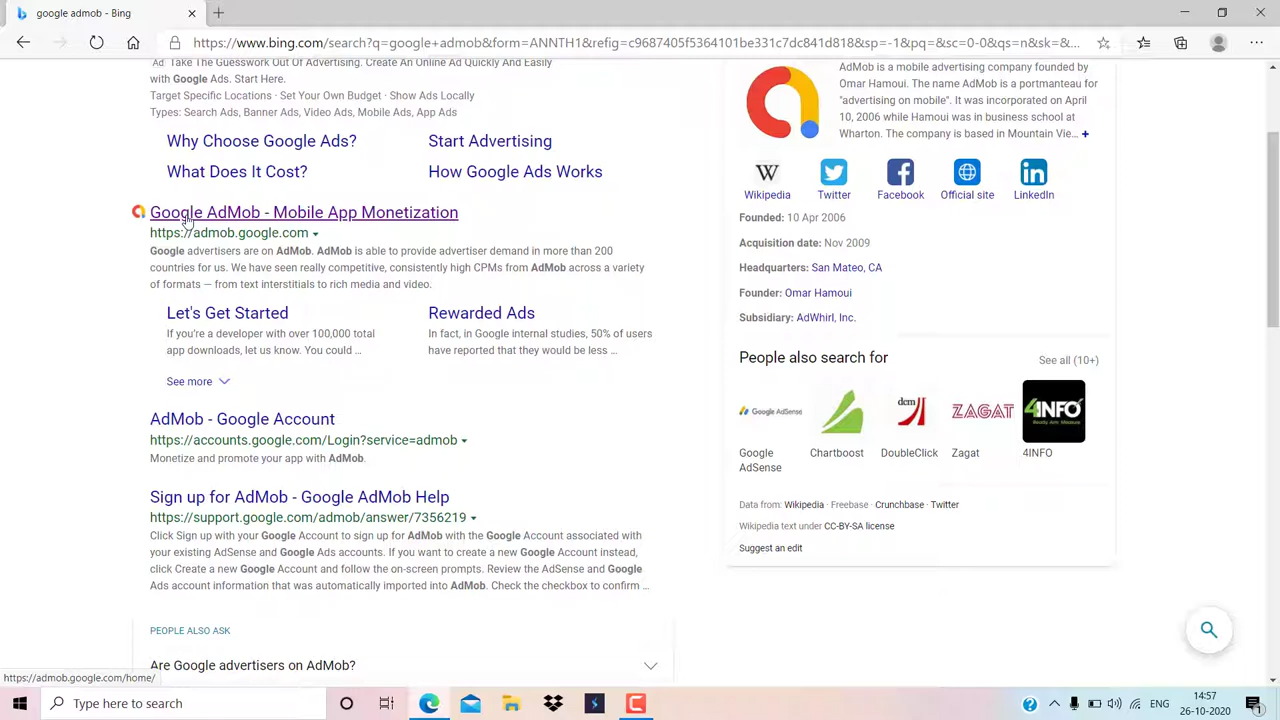 google admob - Bing
https://www.bing.com/search?q=google+admob&form=ANNTH1&refig=c9687405f5364101be331c7dc841d818&sp=-1&pq=&sc=0-0&qs=n&sk=&...
Ad Take The Guesswork Out Of Advertising. Create An Online Ad Quickly And Easily
with Google Ads. Start Here.
Target Specific Locations · Set Your Own Budget · Show Ads Locally
Types: Search Ads, Banner Ads, Video Ads, Mobile Ads, App Ads
Why Choose Google Ads?
Start Advertising
What Does It Cost?
How Google Ads Works
Google AdMob - Mobile App Monetization
https://admob.google.com
Google advertisers are on AdMob. AdMob is able to provide advertiser demand in more than 200
countries for us. We have seen really competitive, consistently high CPMs from AdMob across a variety
of formats — from text interstitials to rich media and video.
Let's Get Started
Rewarded Ads
If you're a developer with over 100,000 total
app downloads, let us know. You could ...
In fact, in Google internal studies, 50% of users
have reported that they would be less ...
See more
AdMob - Google Account
https://accounts.google.com/Login?service=admob
Monetize and promote your app with AdMob.
Sign up for AdMob - Google AdMob Help
https://support.google.com/admob/answer/7356219
Click Sign up with your Google Account to sign up for AdMob with the Google Account associated with
your existing AdSense and Google Ads accounts. If you want to create a new Google Account instead,
click Create a new Google Account and follow the on-screen prompts. Review the AdSense and Google
Ads account information that was automatically imported into AdMob. Check the checkbox to confirm ...
PEOPLE ALSO ASK
Are Google advertisers on AdMob?
AdMob is a mobile advertising company founded by
Omar Hamoui. The name AdMob is a portmanteau for
"advertising on mobile". It was incorporated on April
10, 2006 while Hamoui was in business school at
Wharton. The company is based in Mountain Vie... +
W
Wikipedia
Twitter
Facebook
Official site
LinkedIn
Founded: 10 Apr 2006
Acquisition date: Nov 2009
Headquarters: San Mateo, CA
Founder: Omar Hamoui
Subsidiary: AdWhirl, Inc.
People also search for
See all (10+)
Google AdSense
dcm
ZAGAT
4INFO
Ready. Aim. Measure.
Google
AdSense
Chartboost
DoubleClick
Zagat
4INFO
Data from: Wikipedia · Freebase · Crunchbase · Twitter
Wikipedia text under CC-BY-SA license
Suggest an edit
https://admob.google.com/home/
Type here to search
ENG
14:57
26-10-2020
1